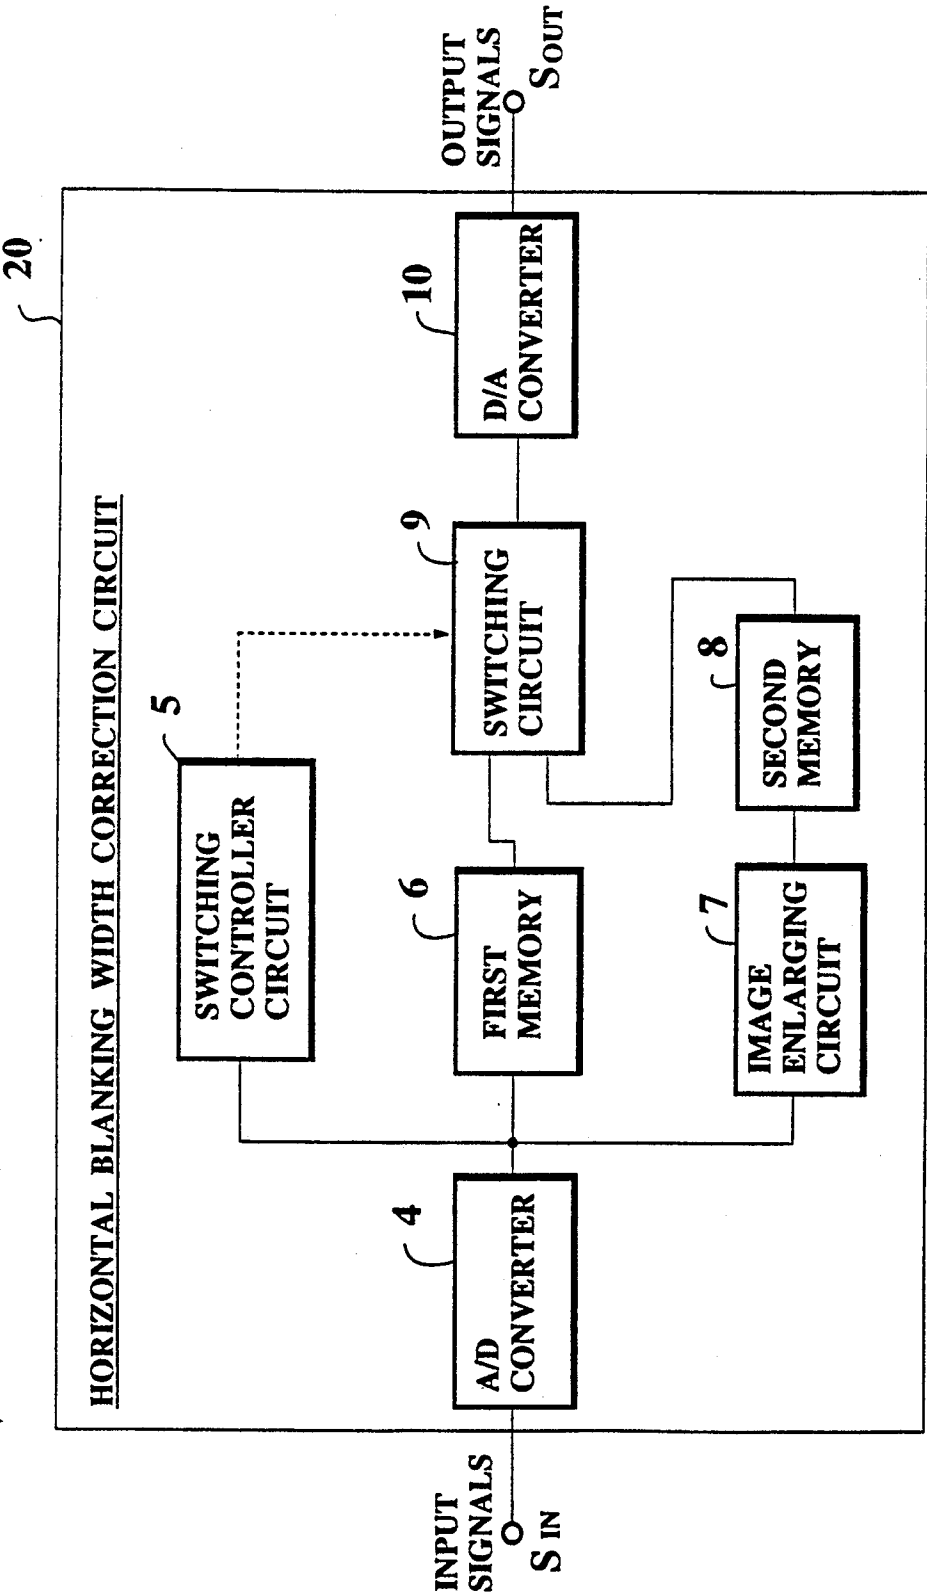 20
HORIZONTAL BLANKING WIDTH CORRECTION CIRCUIT
5
SWITCHING
CONTROLLER
CIRCUIT
INPUT
SIGNALS
S IN
4
A/D
CONVERTER
6
FIRST
MEMORY
9
SWITCHING
CIRCUIT
10
D/A
CONVERTER
OUTPUT
SIGNALS
SOUT
7
IMAGE
ENLARGING
CIRCUIT
8
SECOND
MEMORY